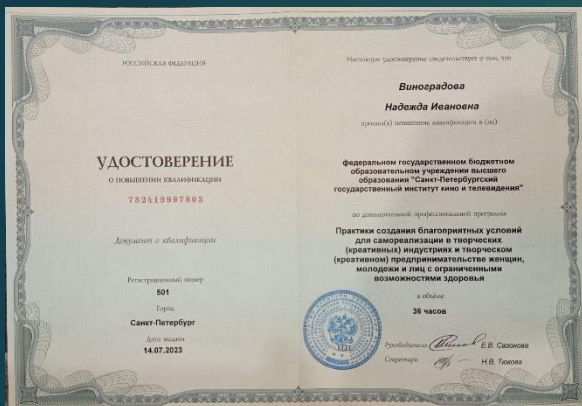 РОССИЙСКАЯ ФЕДЕРАЦИЯ
УДОСТОВЕРЕНИЕ
О ПОВЫШЕНИИ КВАЛИФИКАЦИИ
782419997803
Документ о квалификации
Регистрационный номер
501
Город
Санкт-Петербург
Дата выдачи
14.07.2023
Настоящее удостоверение свидетельствует о том, что
Виноградова
Надежда Ивановна
прошел(а) повышение квалификации в (на)
федеральном государственном бюджетном
образовательном учреждении высшего
образования "Санкт-Петербургский
государственный институт кино и телевидения"
по дополнительной профессиональной программе
Практики создания благоприятных условий
для самореализации в творческих
(креативных) индустриях и творческом
(креативном) предпринимательстве женщин,
молодежи и лиц с ограниченными
возможностями здоровья
в объёме
36 часов
М.П.
Руководитель Е.В. Сазонова
Секретарь Н.В. Тюкова